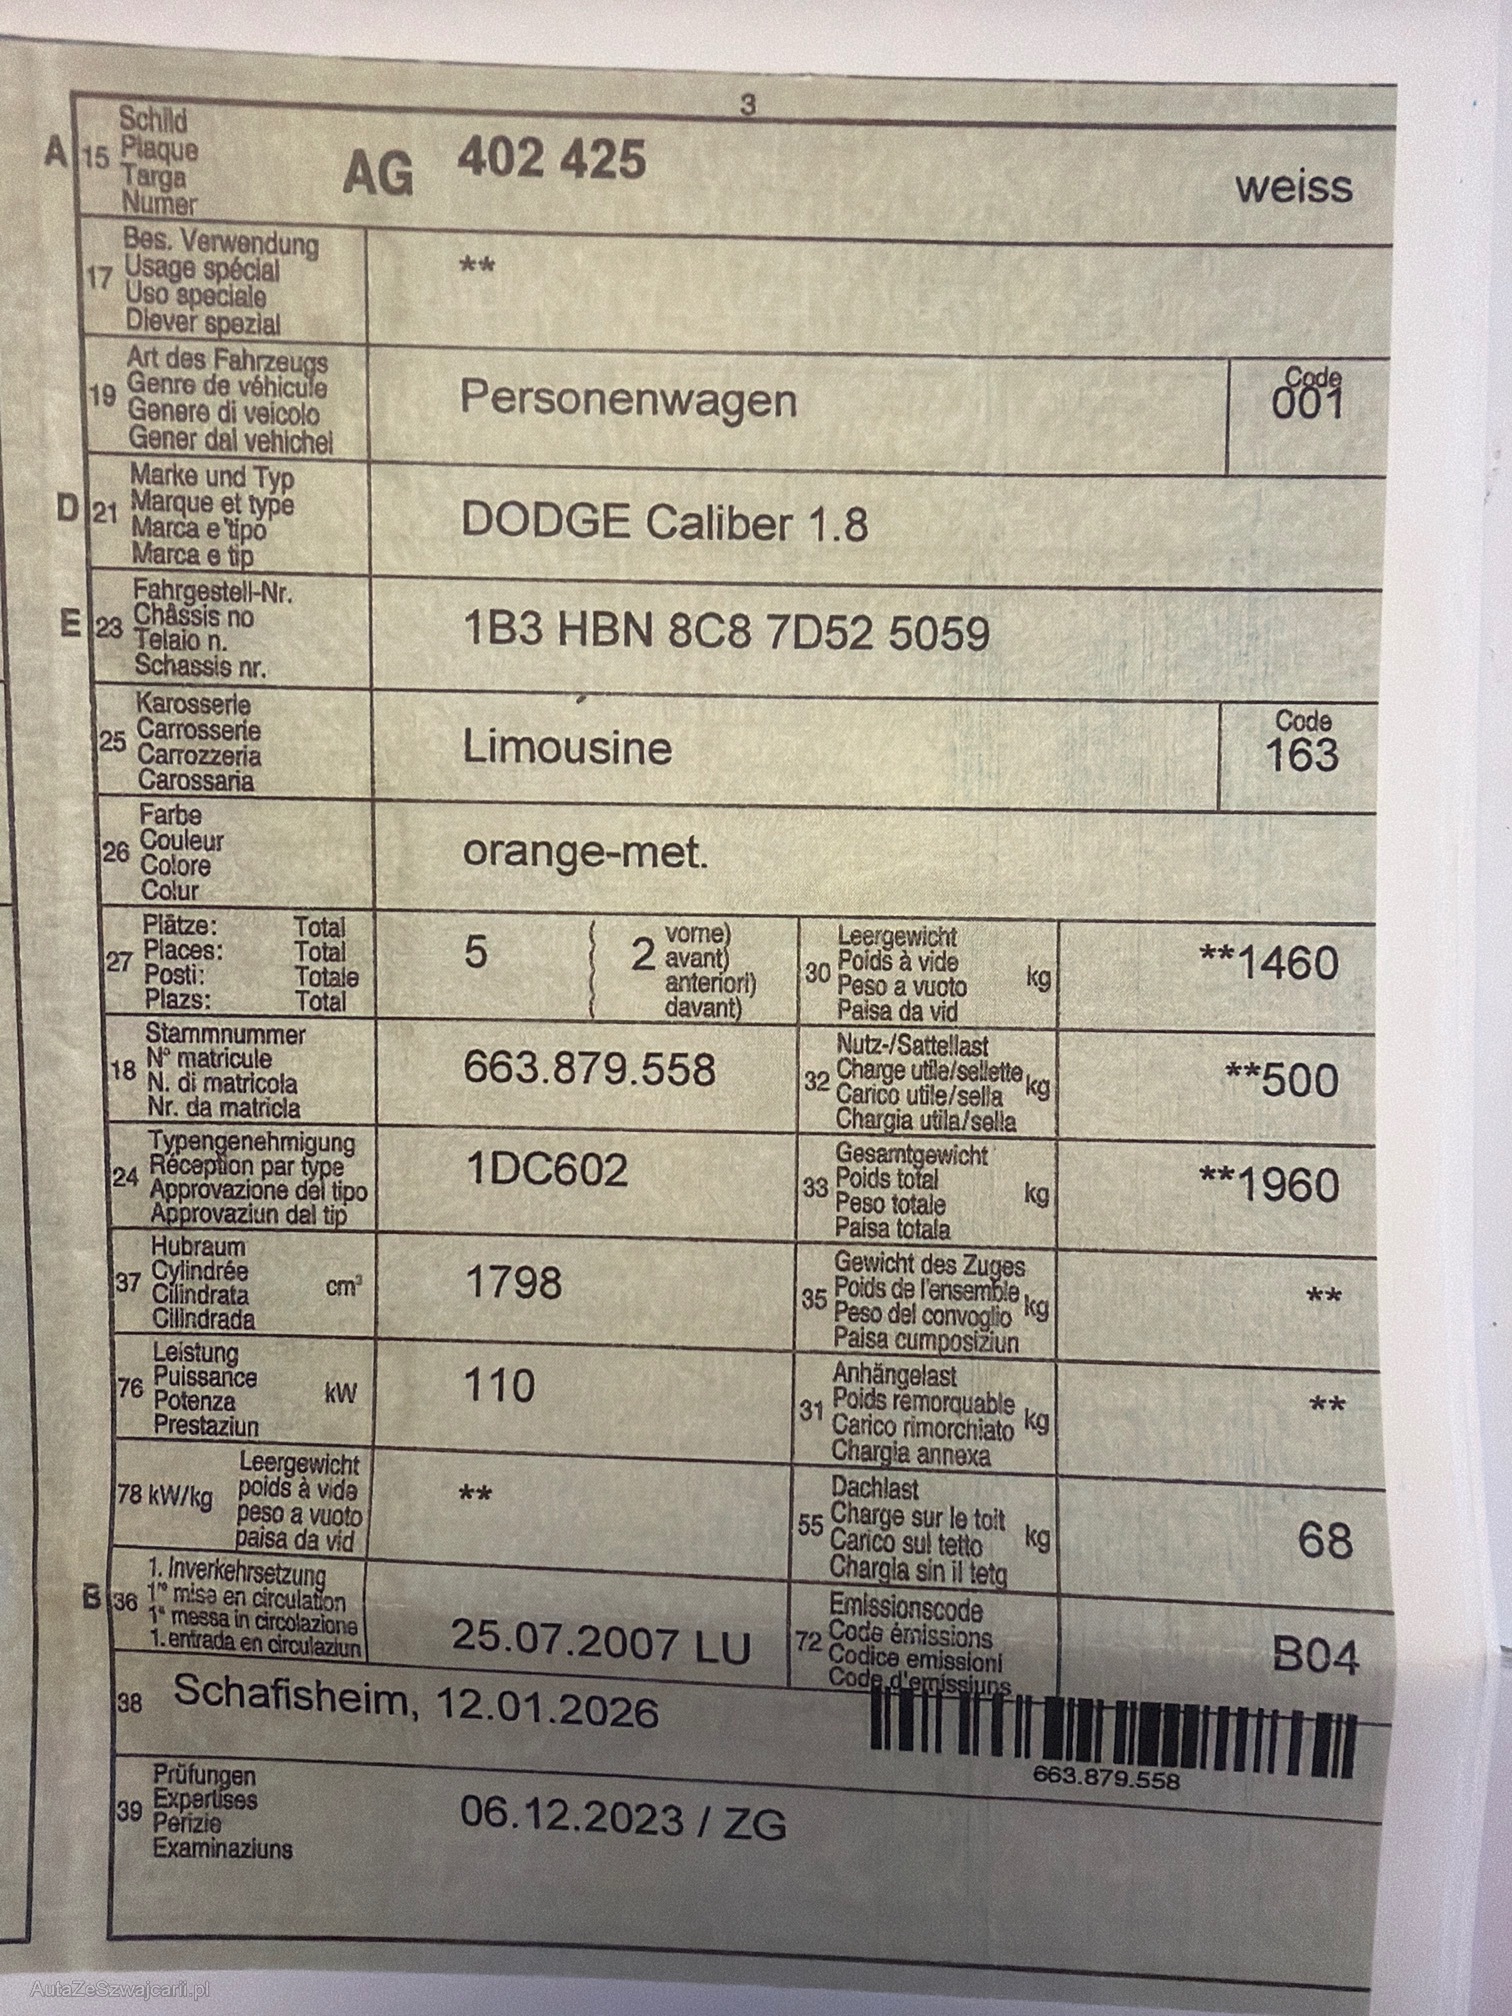 3
A 15 Schild
Plaque
Targa
Numer
AG 402 425 weiss
17 Bes. Verwendung
Usage spécial
Uso speciale
Diever spezial
**
19 Art des Fahrzeugs
Genre de véhicule
Genere di veicolo
Gener dal vehichel
Personenwagen
Code
001
D 21 Marke und Typ
Marque et type
Marca e tipo
Marca e tip
DODGE Caliber 1.8
E 23 Fahrgestell-Nr.
Châssis no
Telaio n.
Schassis nr.
1B3 HBN 8C8 7D52 5059
25 Karosserie
Carrosserie
Carrozzeria
Carossaria
Limousine
Code
163
26 Farbe
Couleur
Colore
Colur
orange-met.
27 Plätze: Total
Places: Total
Posti: Totale
Plazs: Total
5 ( 2 vorne)
( avant)
( anteriori)
( davant)
30 Leergewicht
Poids à vide
Peso a vuoto
Paisa da vid
kg
**1460
18 Stammnummer
N° matricule
N. di matricola
Nr. da matricla
663.879.558
32 Nutz-/Sattellast
Charge utile/sellette
Carico utile/sella
Chargia utila/sella
kg
**500
24 Typengenehmigung
Réception par type
Approvazione del tipo
Approvaziun dal tip
1DC602
33 Gesamtgewicht
Poids total
Peso totale
Paisa totala
kg
**1960
37 Hubraum
Cylindrée
Cilindrata
Cilindrada
cm³
1798
35 Gewicht des Zuges
Poids de l'ensemble
Peso del convoglio
Paisa cumposiziun
kg
**
76 Leistung
Puissance
Potenza
Prestaziun
kW
110
31 Anhängelast
Poids remorquable
Carico rimorchiato
Chargia annexa
kg
**
78 kW/kg Leergewicht
poids à vide
peso a vuoto
paisa da vid
**
55 Dachlast
Charge sur le toit
Carico sul tetto
Chargia sin il tetg
kg
68
B 36 1. Inverkehrsetzung
1re mise en circulation
1a messa in circolazione
1. entrada en circulaziun
25.07.2007 LU
72 Emissionscode
Code émissions
Codice emissioni
Code d'emissiuns
B04
38 Schafisheim, 12.01.2026
663.879.558
39 Prüfungen
Expertises
Perizie
Examinaziuns
06.12.2023 / ZG
AutaZeSzwajcarii.pl